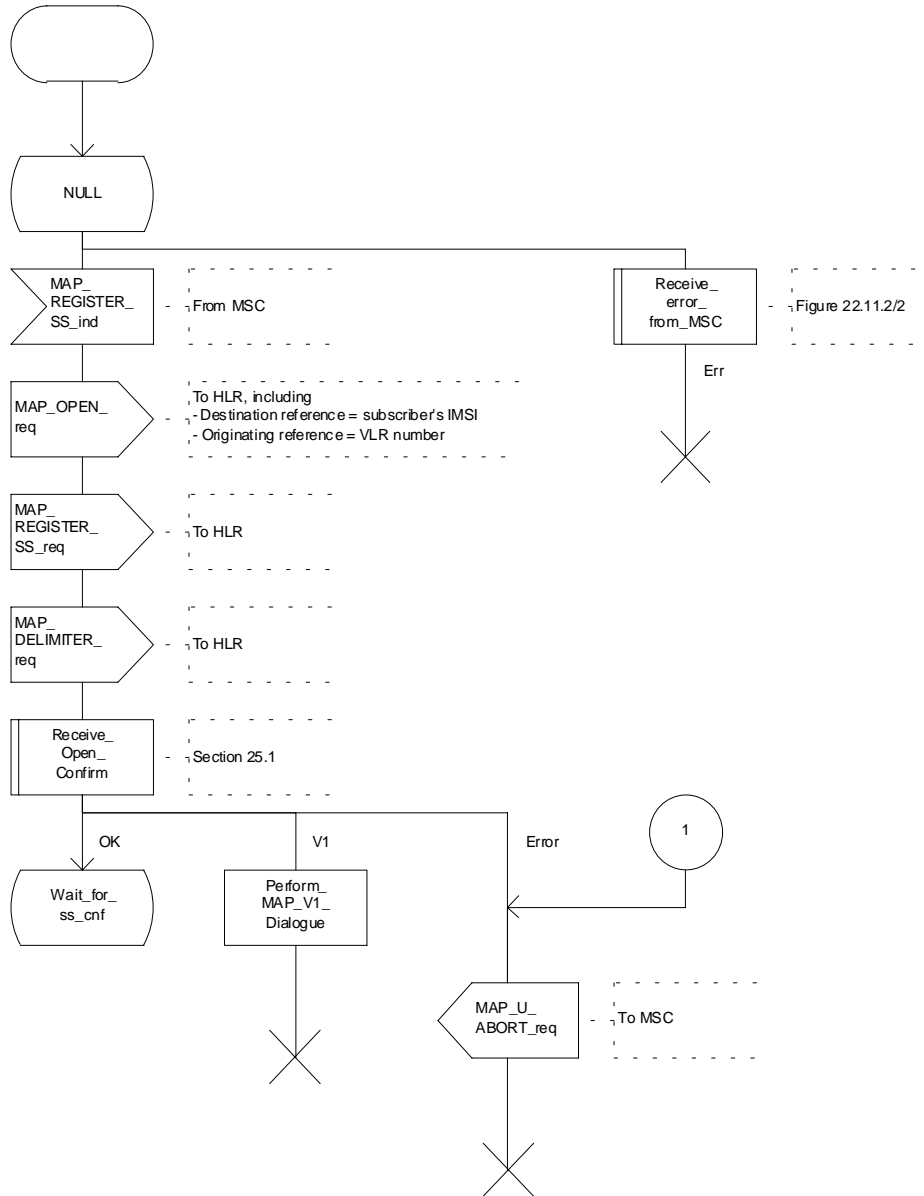 NULL
MAP_
REGISTER_
SS_ind
From MSC
Receive_
error_
from_MSC
Figure 22.11.2/2
Err
MAP_OPEN_
req
To HLR, including
- Destination reference = subscriber's IMSI
- Originating reference = VLR number
MAP_
REGISTER_
SS_req
To HLR
MAP_
DELIMITER_
req
To HLR
Receive_
Open_
Confirm
Section 25.1
OK
V1
Error
1
Wait_for_
ss_cnf
Perform_
MAP_V1_
Dialogue
MAP_U_
ABORT_req
To MSC